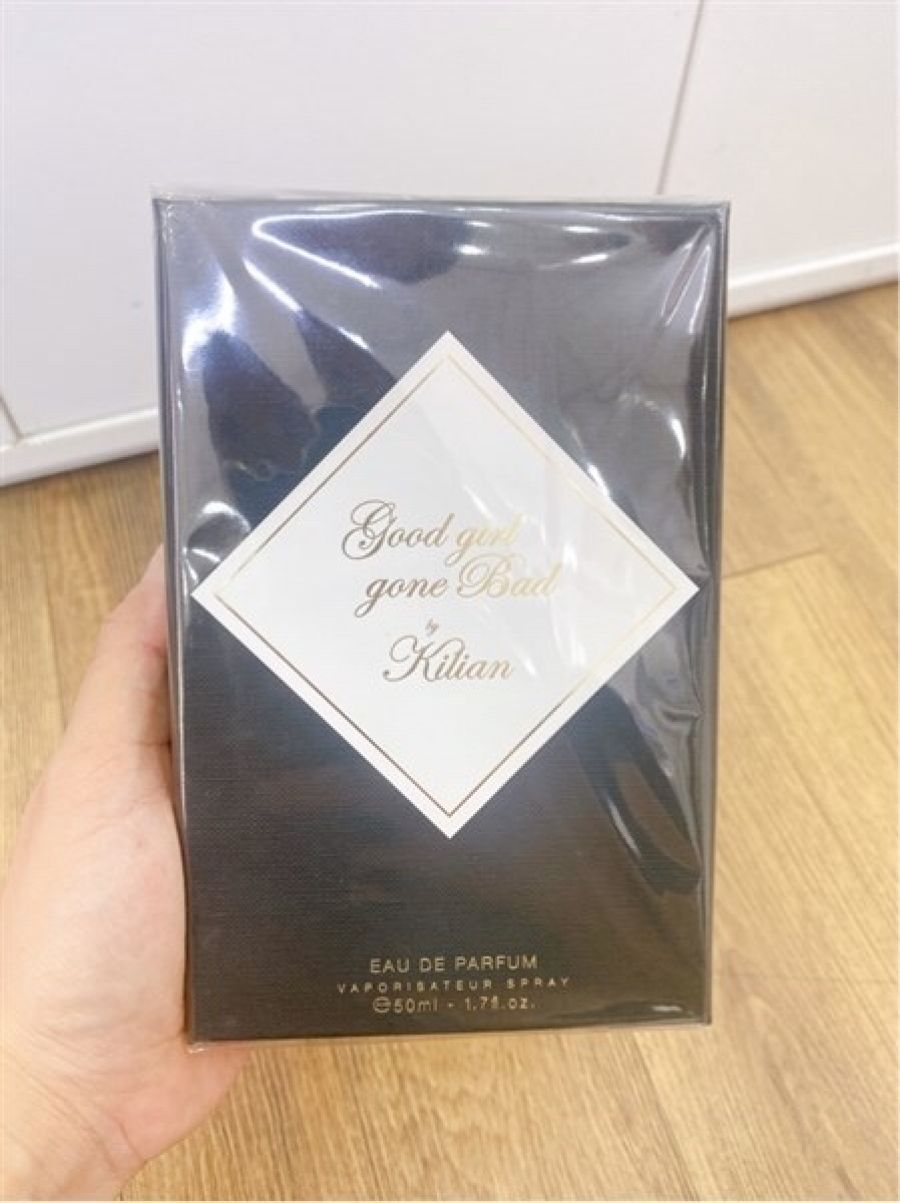 Good girl
gone Bad
by
Kilian
EAU DE PARFUM
VAPORISATEUR SPRAY
℮50ml - 1.7fl.oz.